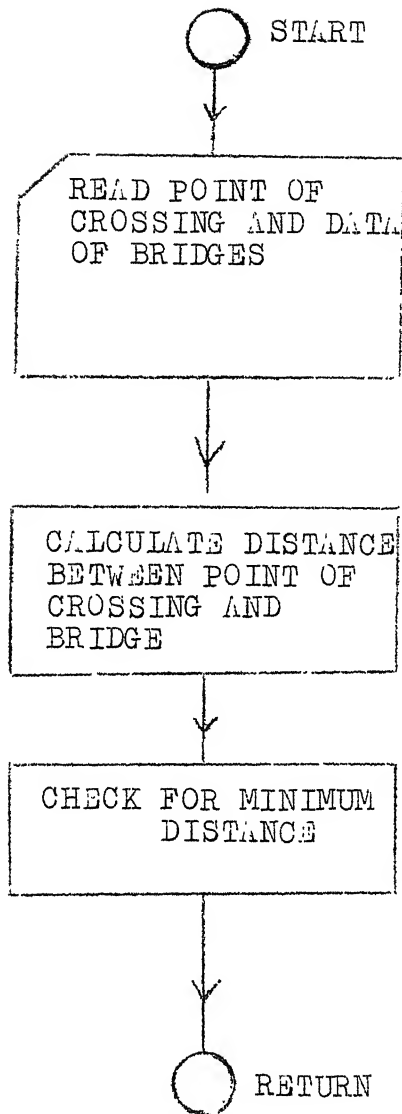 START
READ POINT OF
CROSSING AND DATA
OF BRIDGES
CALCULATE DISTANCE
BETWEEN POINT OF
CROSSING AND
BRIDGE
CHECK FOR MINIMUM
DISTANCE
RETURN